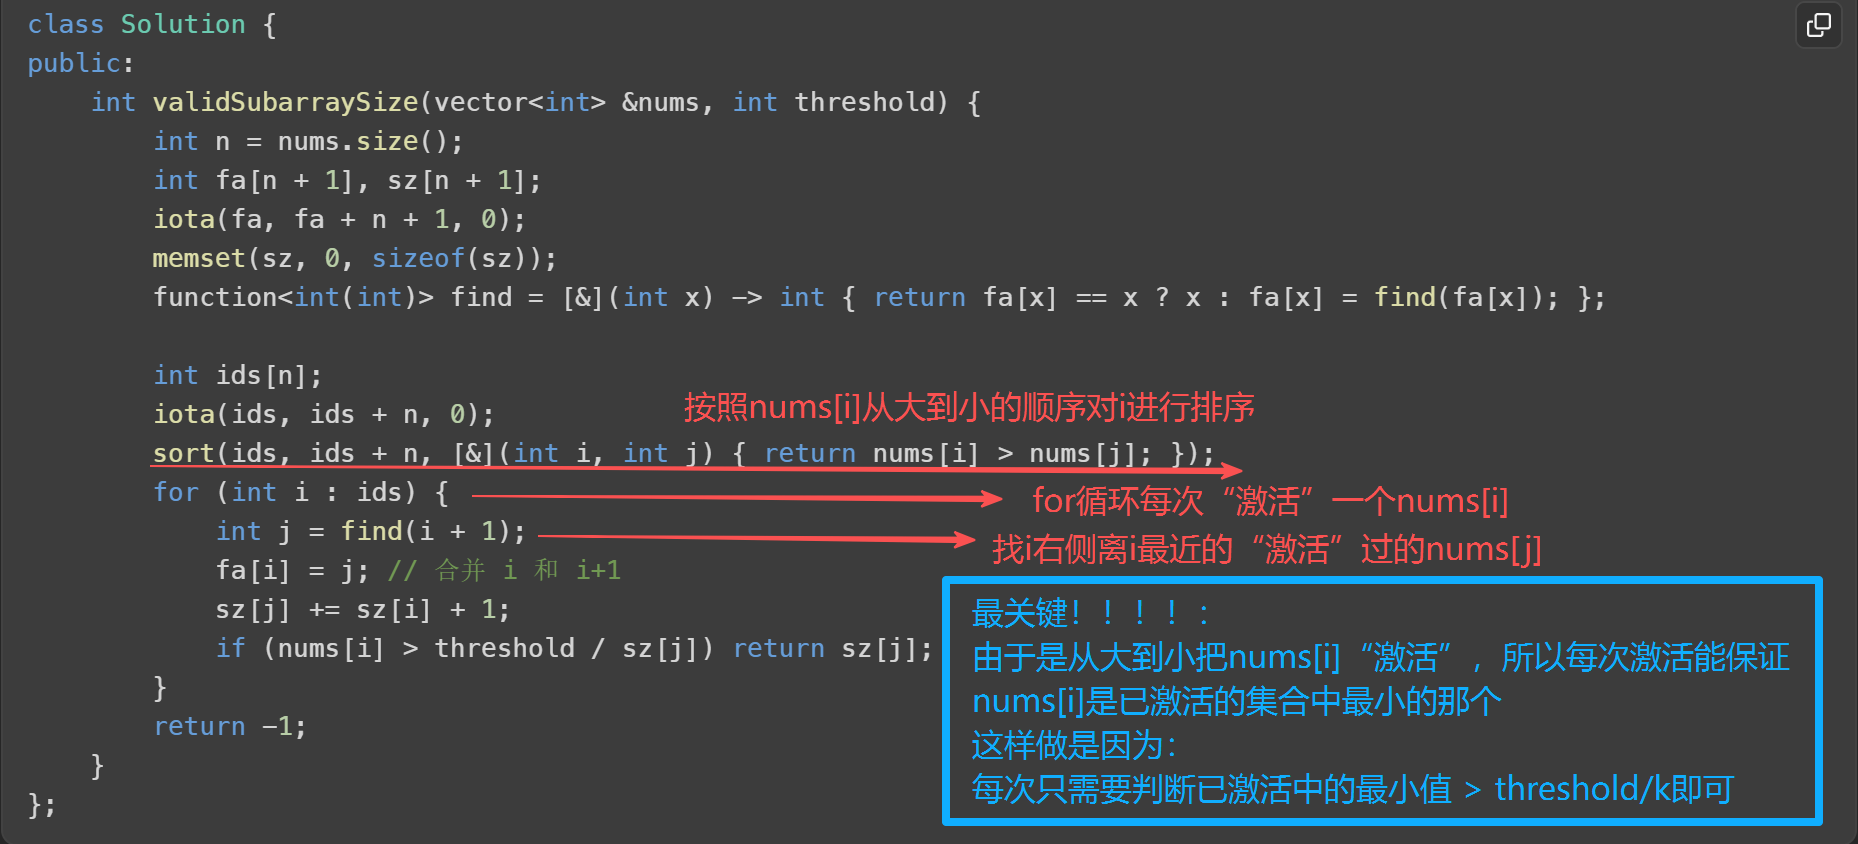 class Solution {
public:
    int validSubarraySize(vector<int> &nums, int threshold) {
        int n = nums.size();
        int fa[n + 1], sz[n + 1];
        iota(fa, fa + n + 1, 0);
        memset(sz, 0, sizeof(sz));
        function<int(int)> find = [&](int x) -> int { return fa[x] == x ? x : fa[x] = find(fa[x]); };
        int ids[n];
        iota(ids, ids + n, 0);
按照nums[i]从大到小的顺序对i进行排序
        sort(ids, ids + n, [&](int i, int j) { return nums[i] > nums[j]; });
        for (int i : ids) {
for循环每次“激活”一个nums[i]
            int j = find(i + 1);
找i右侧离i最近的“激活”过的nums[j]
            fa[i] = j; // 合并 i 和 i+1
            sz[j] += sz[i] + 1;
            if (nums[i] > threshold / sz[j]) return sz[j];
        }
        return -1;
    }
};
最关键！！！！：
由于是从大到小把nums[i]“激活”，所以每次激活能保证
nums[i]是已激活的集合中最小的那个
这样做是因为：
每次只需要判断已激活中的最小值 > threshold/k即可